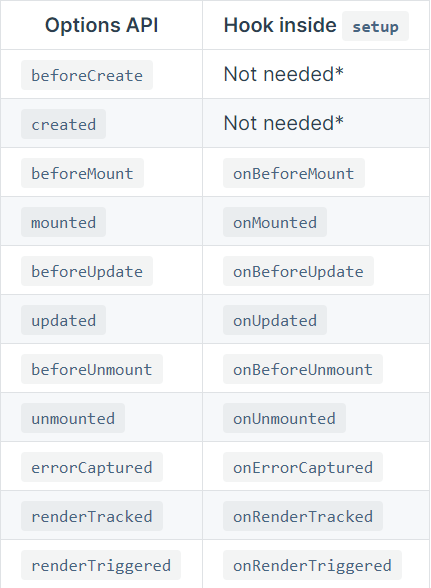 Options API Hook inside setup
beforeCreate Not needed*
created Not needed*
beforeMount onBeforeMount
mounted onMounted
beforeUpdate onBeforeUpdate
updated onUpdated
beforeUnmount onBeforeUnmount
unmounted onUnmounted
errorCaptured onErrorCaptured
renderTracked onRenderTracked
renderTriggered onRenderTriggered